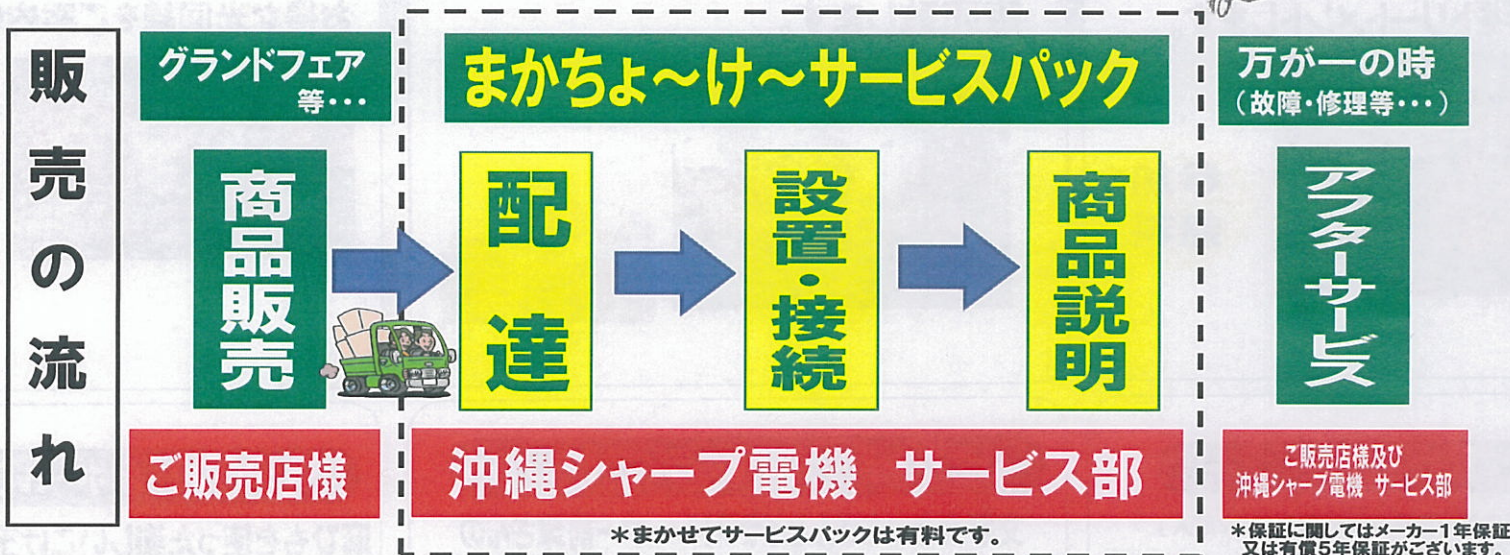 販売の流れ
グランドフェア
等・・・
商品販売
ご販売店様
まかちょ～け～サービスパック
配達
設置・接続
商品説明
沖縄シャープ電機 サービス部
＊まかせてサービスパックは有料です。
万が一の時
（故障・修理等・・・）
アフターサービス
ご販売店様及び
沖縄シャープ電機 サービス部
＊保証に関してはメーカー1年保証
又は有償5年保証がございます